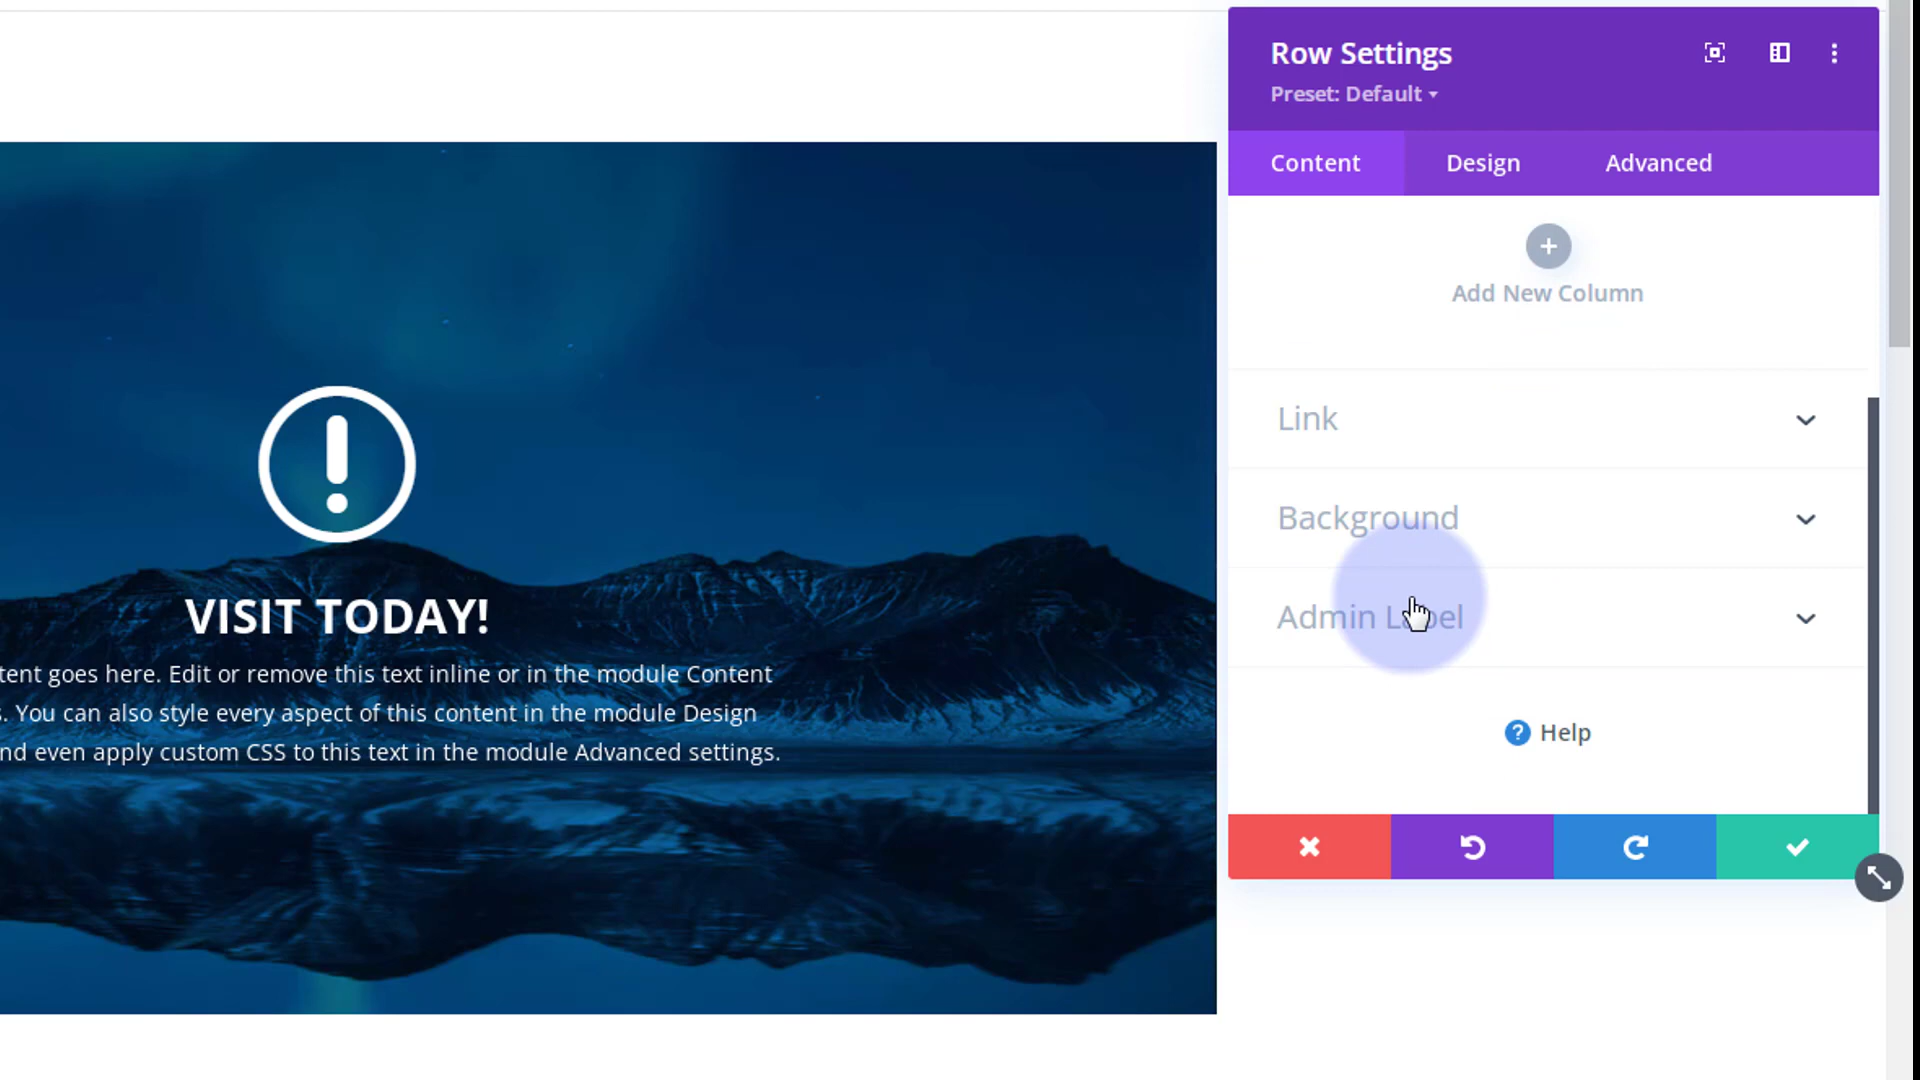 Row Settings
Preset: Default
Content Design Advanced
Add New Column
Link
Background
Admin Label
Help
VISIT TODAY!
tent goes here. Edit or remove this text inline or in the module Content
s. You can also style every aspect of this content in the module Design
nd even apply custom CSS to this text in the module Advanced settings.